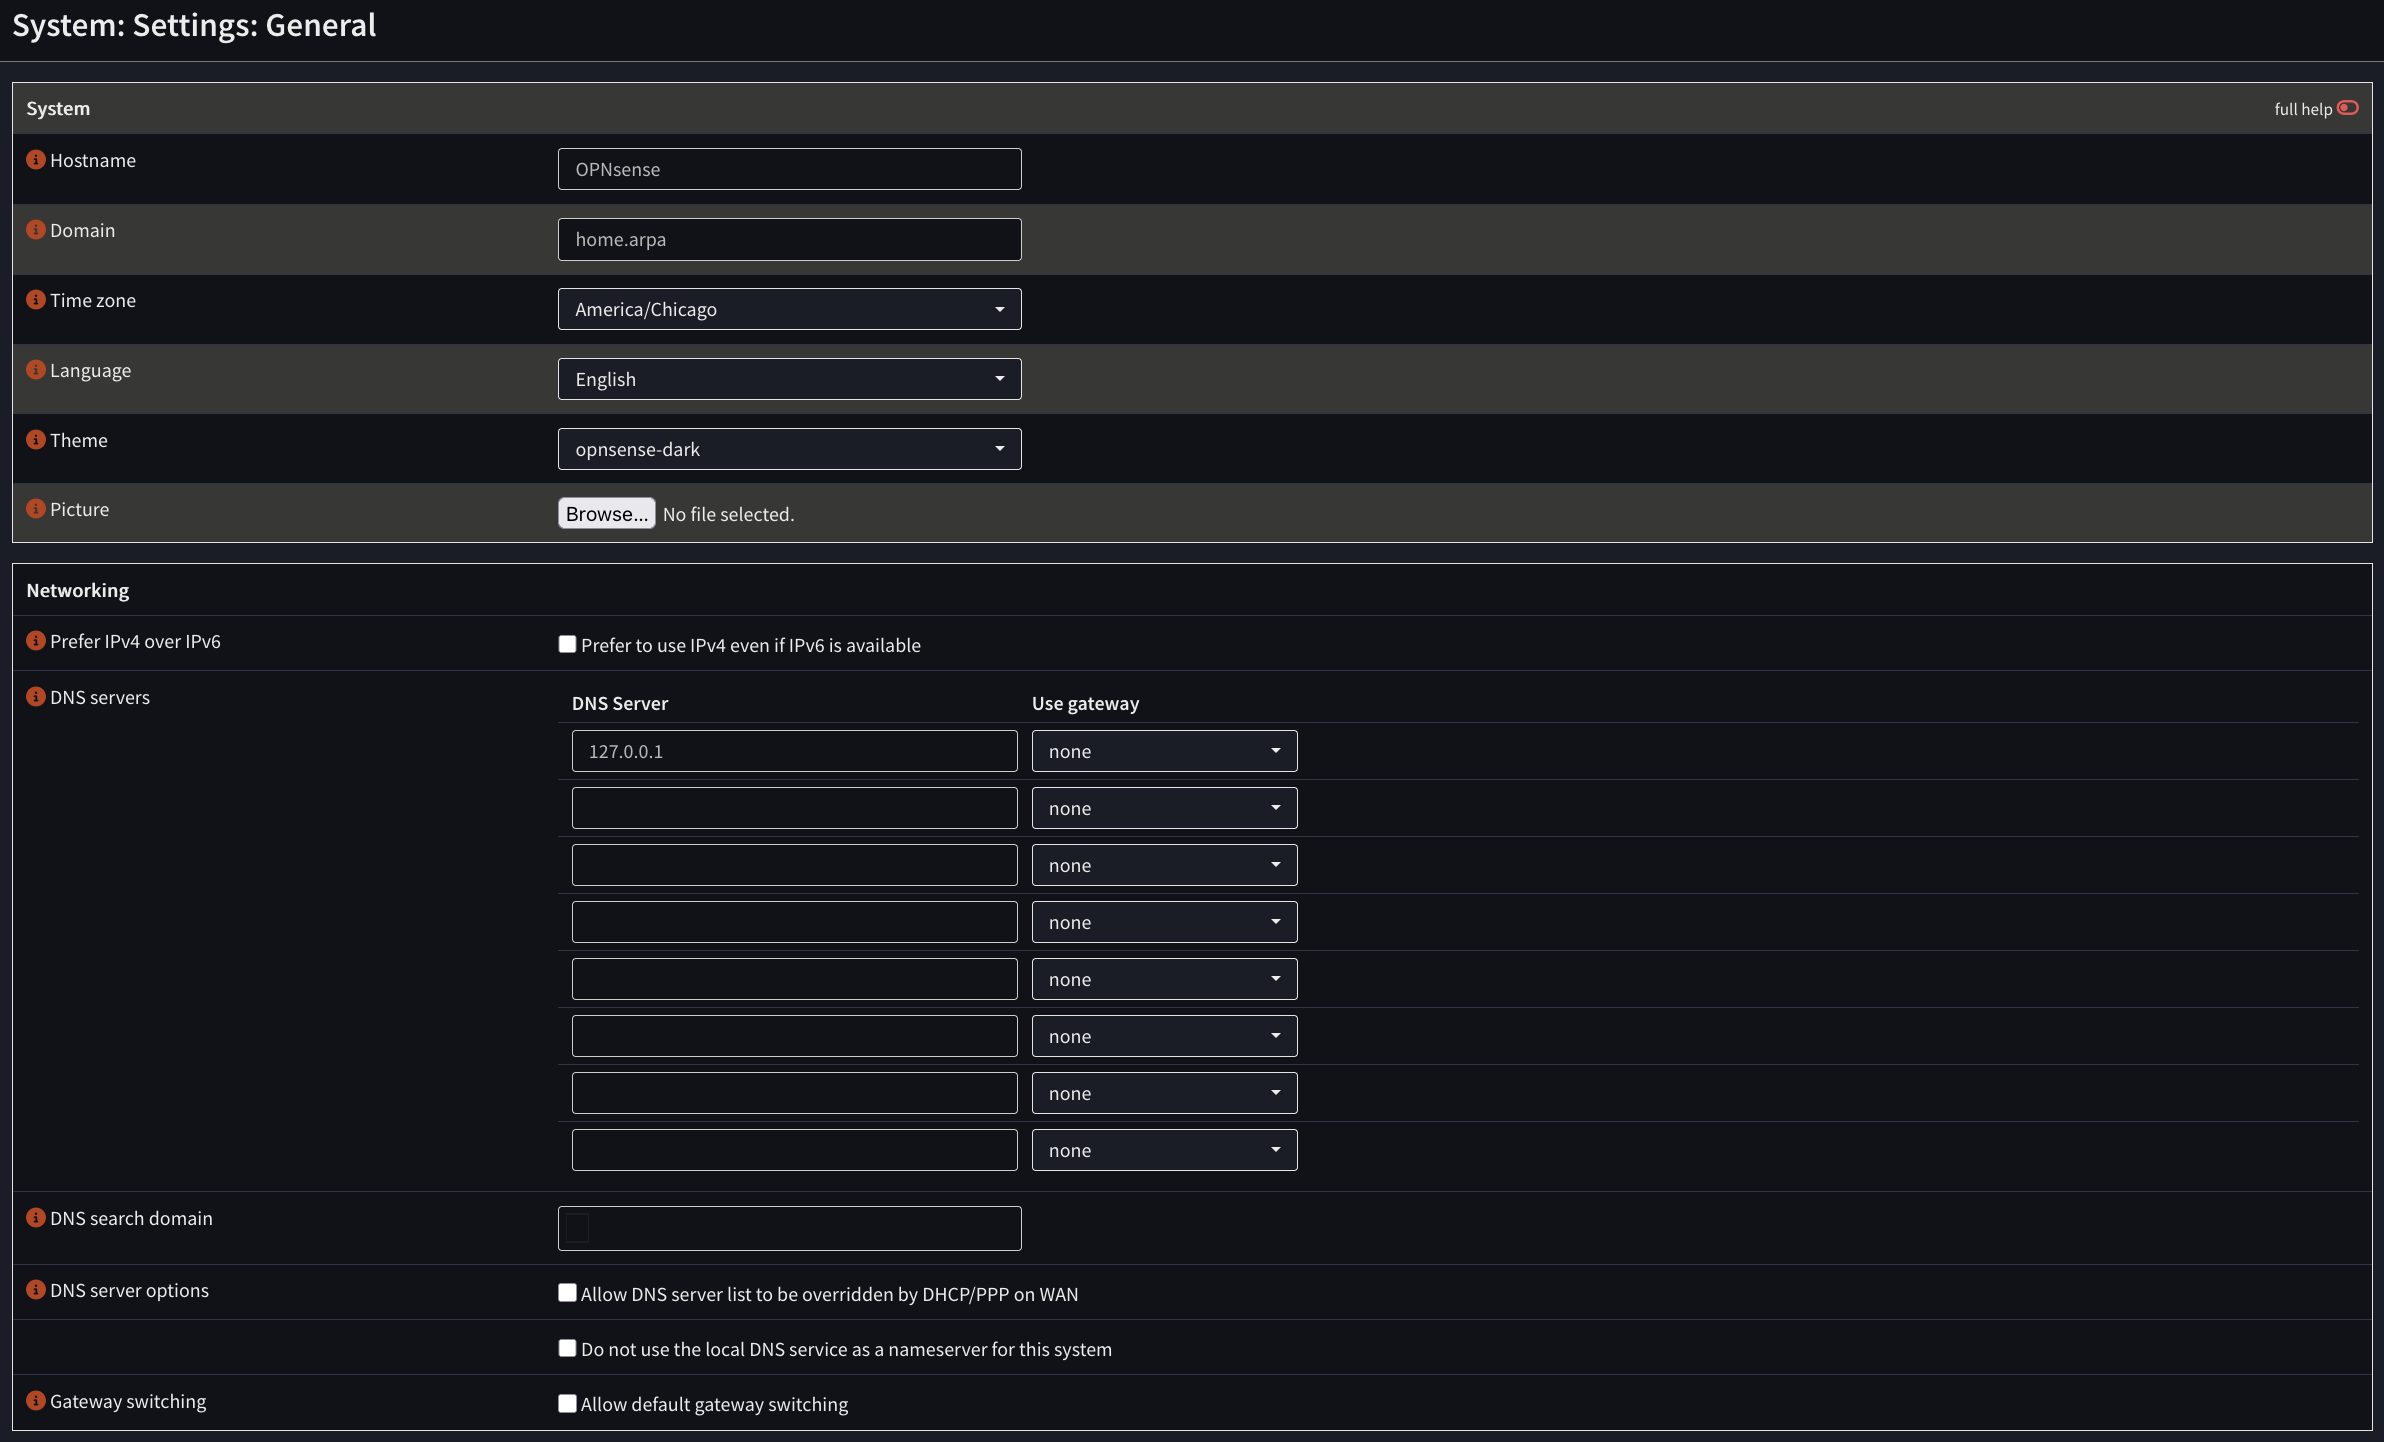 System: Settings: General
System
full help
Hostname
OPNsense
Domain
home.arpa
Time zone
America/Chicago
Language
English
Theme
opnsense-dark
Picture
Browse... No file selected.
Networking
Prefer IPv4 over IPv6
Prefer to use IPv4 even if IPv6 is available
DNS servers
DNS Server Use gateway
127.0.0.1 none
none
none
none
none
none
none
none
DNS search domain
DNS server options
Allow DNS server list to be overridden by DHCP/PPP on WAN
Do not use the local DNS service as a nameserver for this system
Gateway switching
Allow default gateway switching